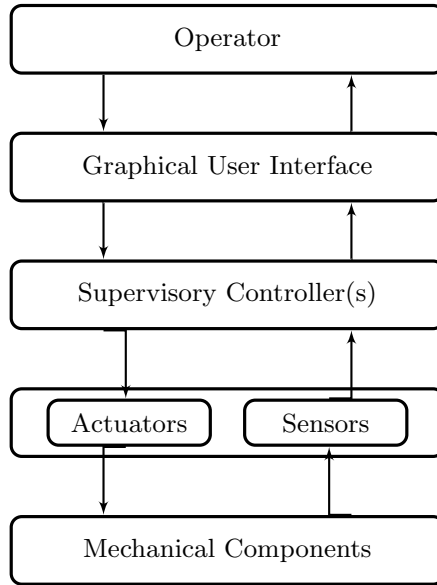 Operator
Graphical User Interface
Supervisory Controller(s)
Actuators Sensors
Mechanical Components